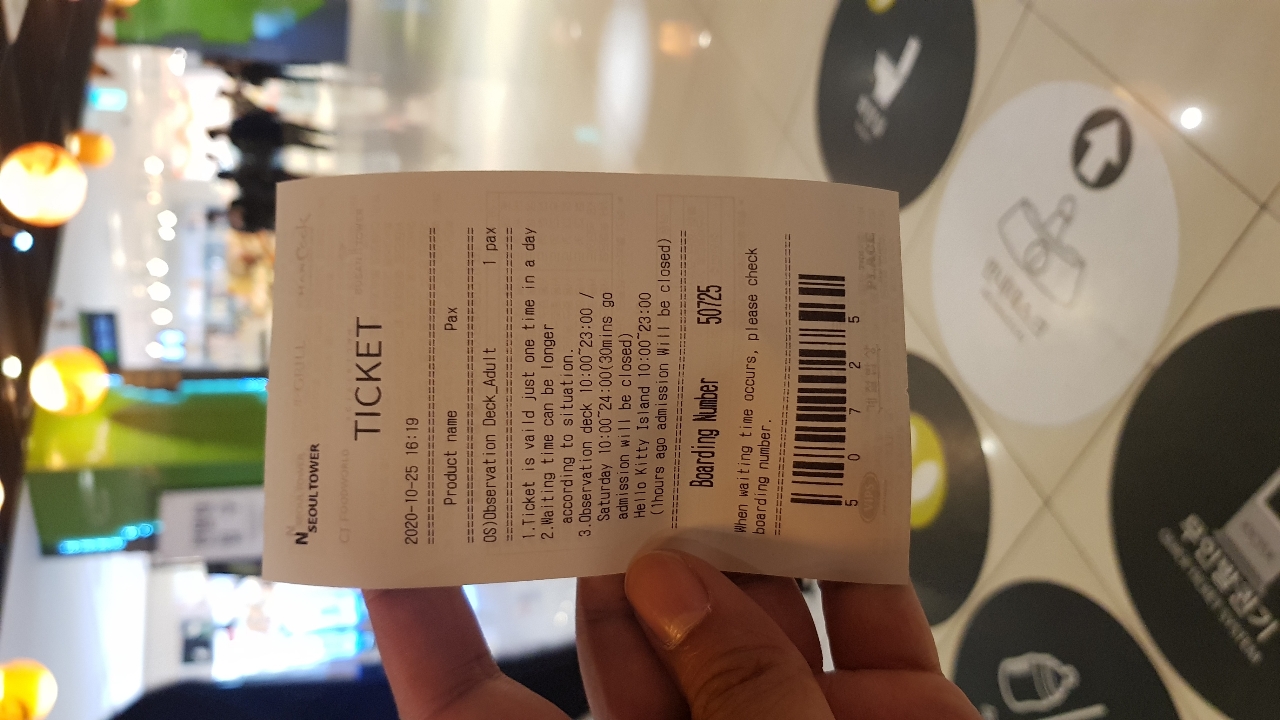 N SEOULTOWER
TICKET
2020-10-25 16:19
Product name Pax
OS)Observation Deck_Adult 1 pax
1.Ticket is vaild just one time in a day
2.Waiting time can be longer
according to situation.
3.Observation deck 10:00~23:00 /
Saturday 10:00~24:00(30mins go
admission will be closed)
Hello Kitty Island 10:00~23:00
(1hours ago admission Will be closed)
Boarding Number 50725
When waiting time occurs, please check
boarding number.
5 0 7 2 5